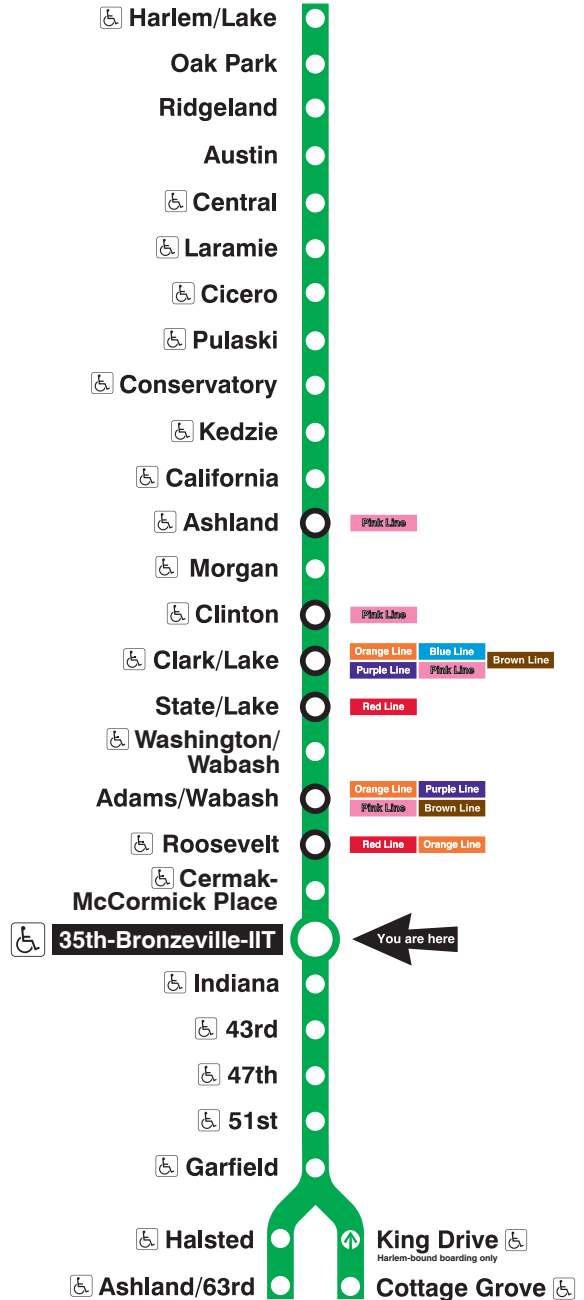 Harlem/Lake
Oak Park
Ridgeland
Austin
Central
Laramie
Cicero
Pulaski
Conservatory
Kedzie
California
Ashland
Pink Line
Morgan
Clinton
Pink Line
Clark/Lake
Orange Line
Blue Line
Brown Line
Purple Line
Pink Line
State/Lake
Red Line
Washington/
Wabash
Adams/Wabash
Orange Line
Purple Line
Pink Line
Brown Line
Roosevelt
Red Line
Orange Line
Cermak-
McCormick Place
35th-Bronzeville-IIT
You are here
Indiana
43rd
47th
51st
Garfield
Halsted
King Drive
Harlem-bound boarding only
Ashland/63rd
Cottage Grove